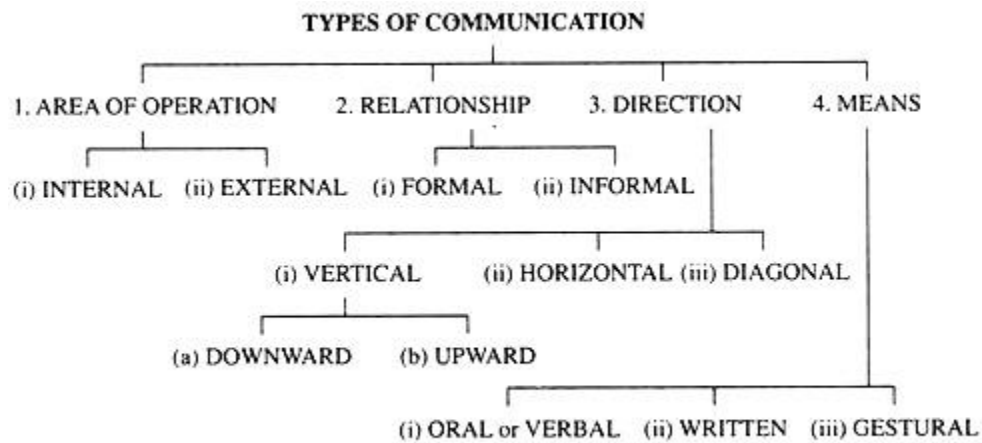 TYPES OF COMMUNICATION
1. AREA OF OPERATION 2. RELATIONSHIP 3. DIRECTION 4. MEANS
(i) INTERNAL (ii) EXTERNAL (i) FORMAL (ii) INFORMAL
(i) VERTICAL (ii) HORIZONTAL (iii) DIAGONAL
(a) DOWNWARD (b) UPWARD
(i) ORAL or VERBAL (ii) WRITTEN (iii) GESTURAL